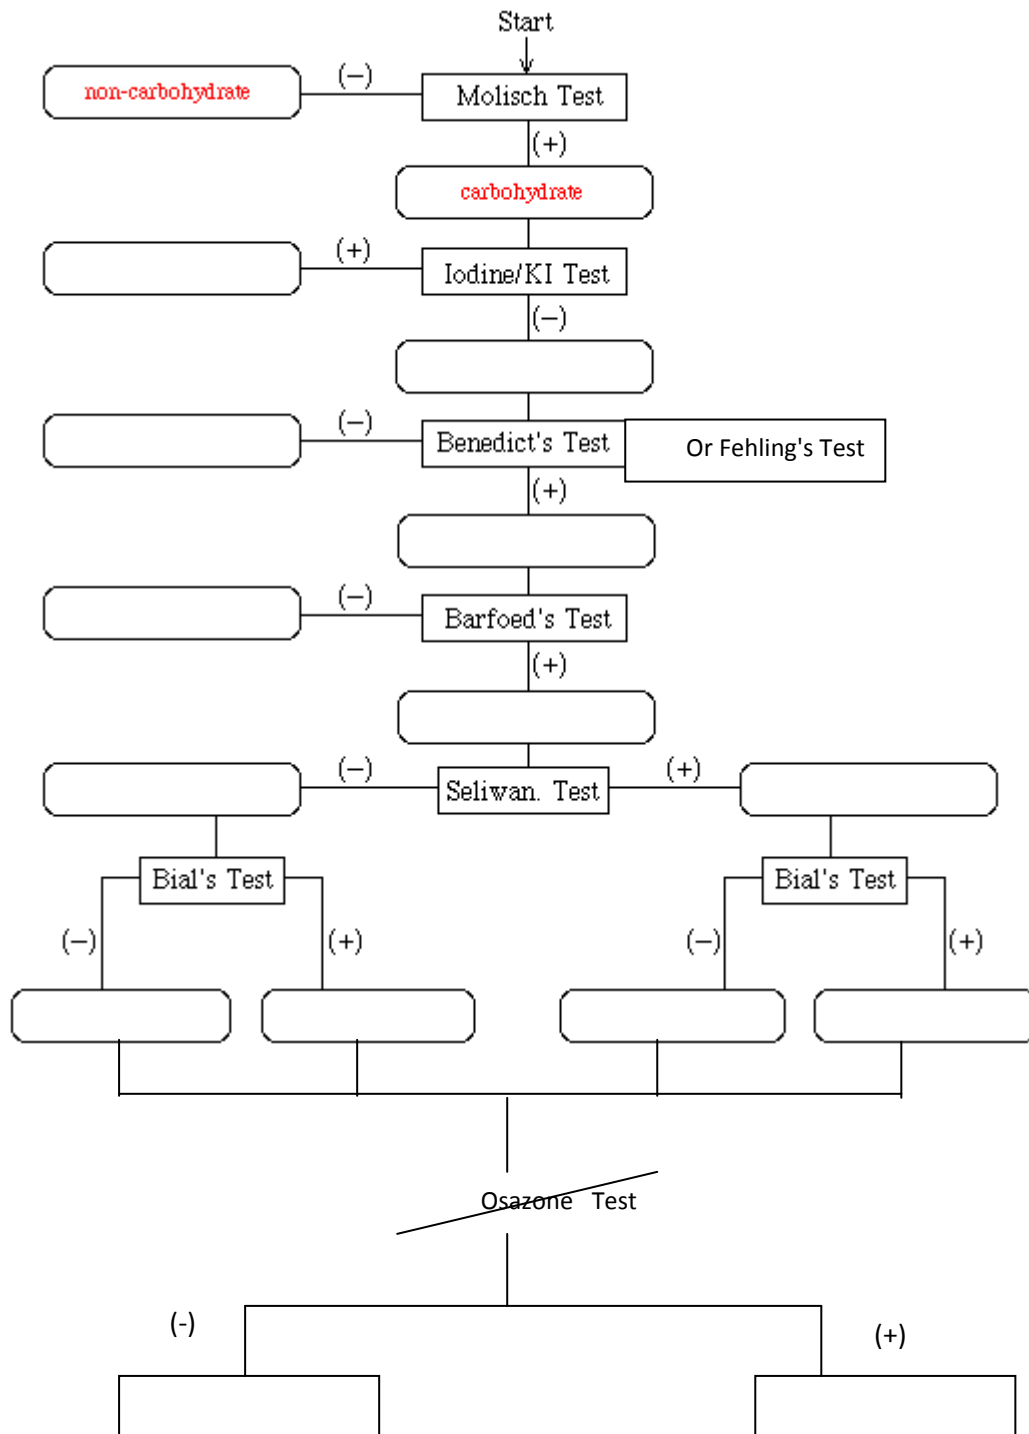 Start
non-carbohydrate (−) Molisch Test
(+)
carbohydrate
(+) Iodine/KI Test
(−)
(−) Benedict's Test Or Fehling's Test
(+)
(−) Barfoed's Test
(+)
(−) Seliwan. Test (+)
Bial's Test Bial's Test
(−) (+) (−) (+)
Osazone Test
(-) (+)